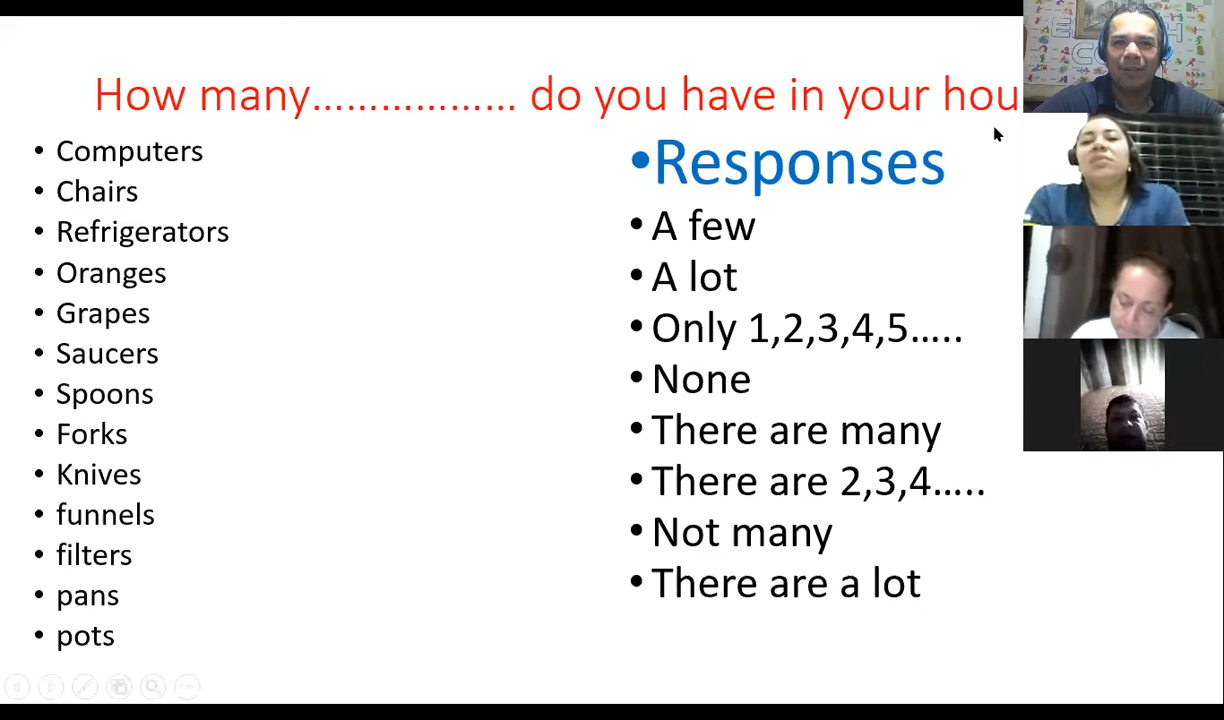 How many.................. do you have in your hou
• Computers
• Chairs
• Refrigerators
• Oranges
• Grapes
• Saucers
• Spoons
• Forks
• Knives
• funnels
• filters
• pans
• pots
• Responses
• A few
• A lot
• Only 1,2,3,4,5…..
• None
• There are many
• There are 2,3,4…..
• Not many
• There are a lot